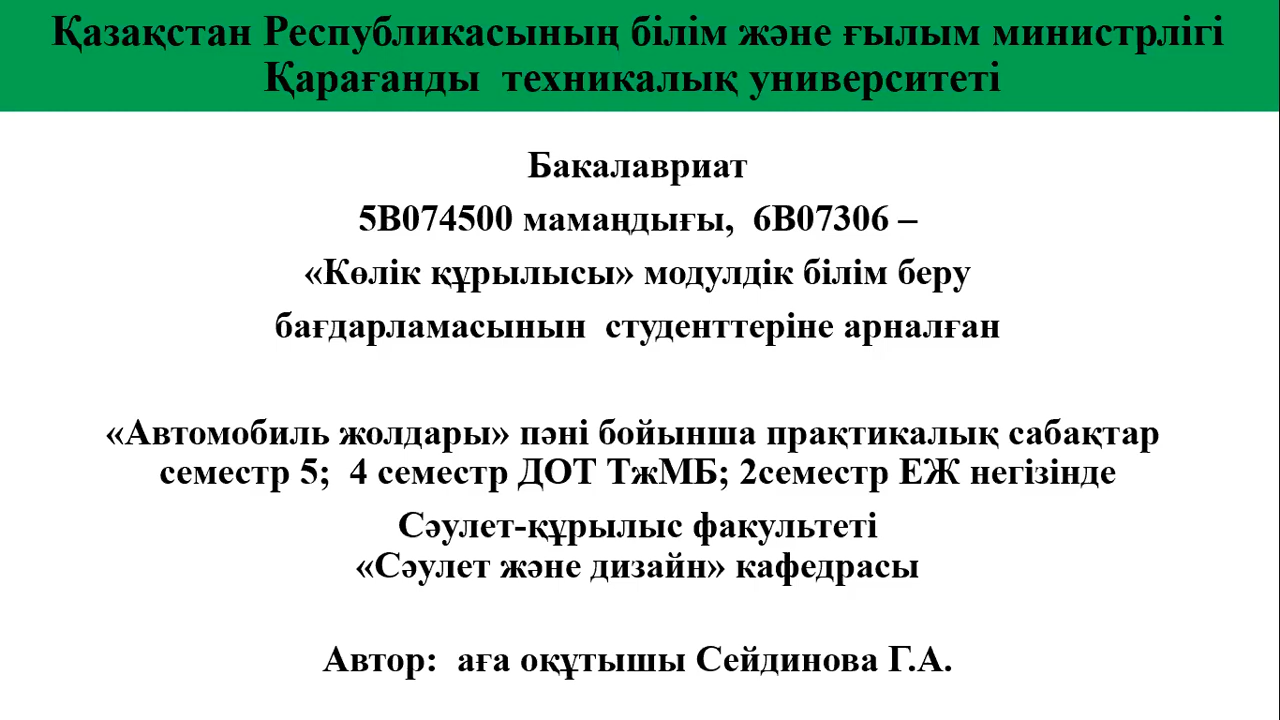 Қазақстан Республикасының білім және ғылым министрлігі
Қарағанды техникалық университеті
Бакалавриат
5В074500 мамаңдығы, 6В07306 –
«Көлік құрылысы» модулдік білім беру
бағдарламасынын студенттеріне арналған
«Автомобиль жолдары» пәні бойынша практикалық сабақтар
семестр 5; 4 семестр ДОТ ТжМБ; 2семестр ЕЖ негізінде
Сәулет-құрылыс факультеті
«Сәулет және дизайн» кафедрасы
Автор: аға оқұтышы Сейдинова Г.А.